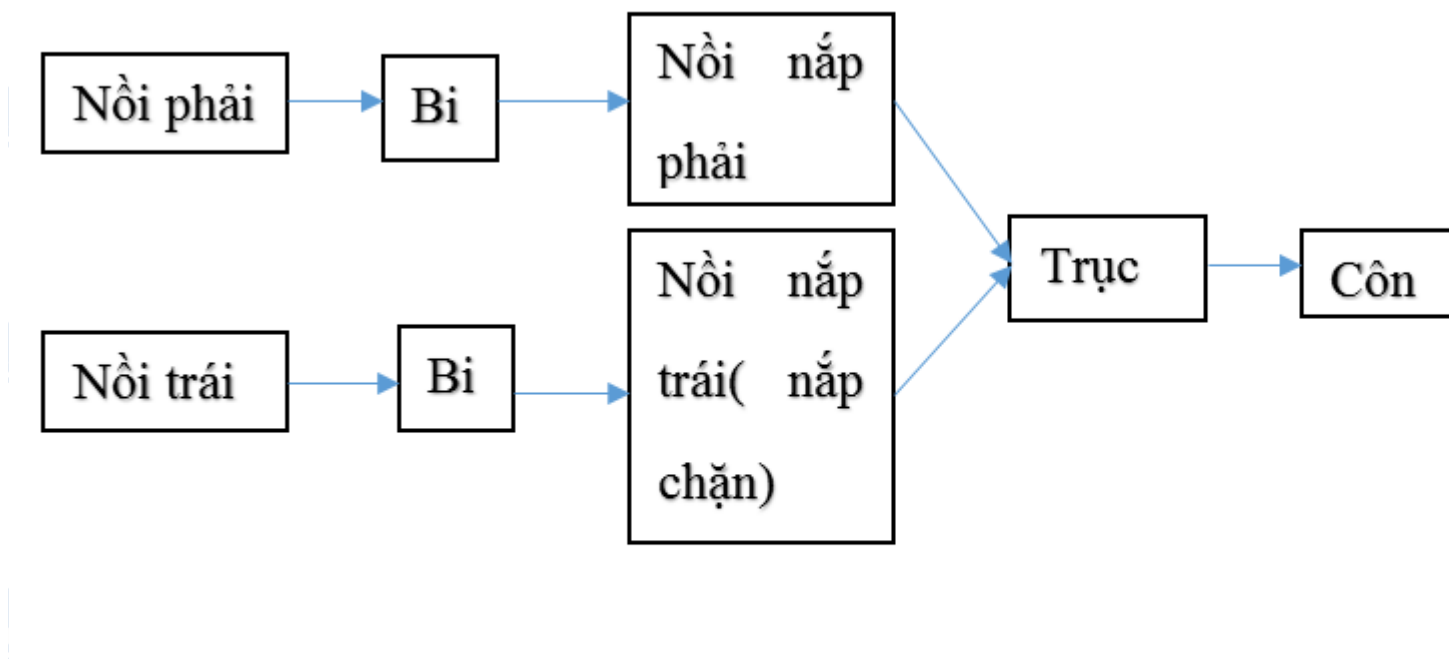 Nồi phải
Bi
Nồi nắp
phải
Nồi trái
Bi
Nồi nắp
trái( nắp
chặn)
Trục
Côn